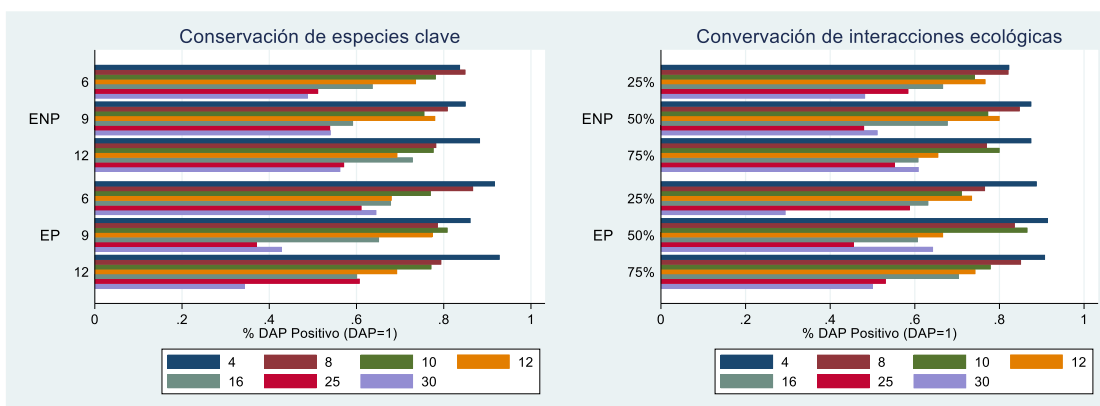 Conservación de especies clave
6
ENP 9
12
6
EP 9
12
0 .2 .4 .6 .8 1
% DAP Positivo (DAP=1)
4 8 10 12
16 25 30
Convervación de interacciones ecológicas
25%
ENP 50%
75%
25%
EP 50%
75%
0 .2 .4 .6 .8 1
% DAP Positivo (DAP=1)
4 8 10 12
16 25 30